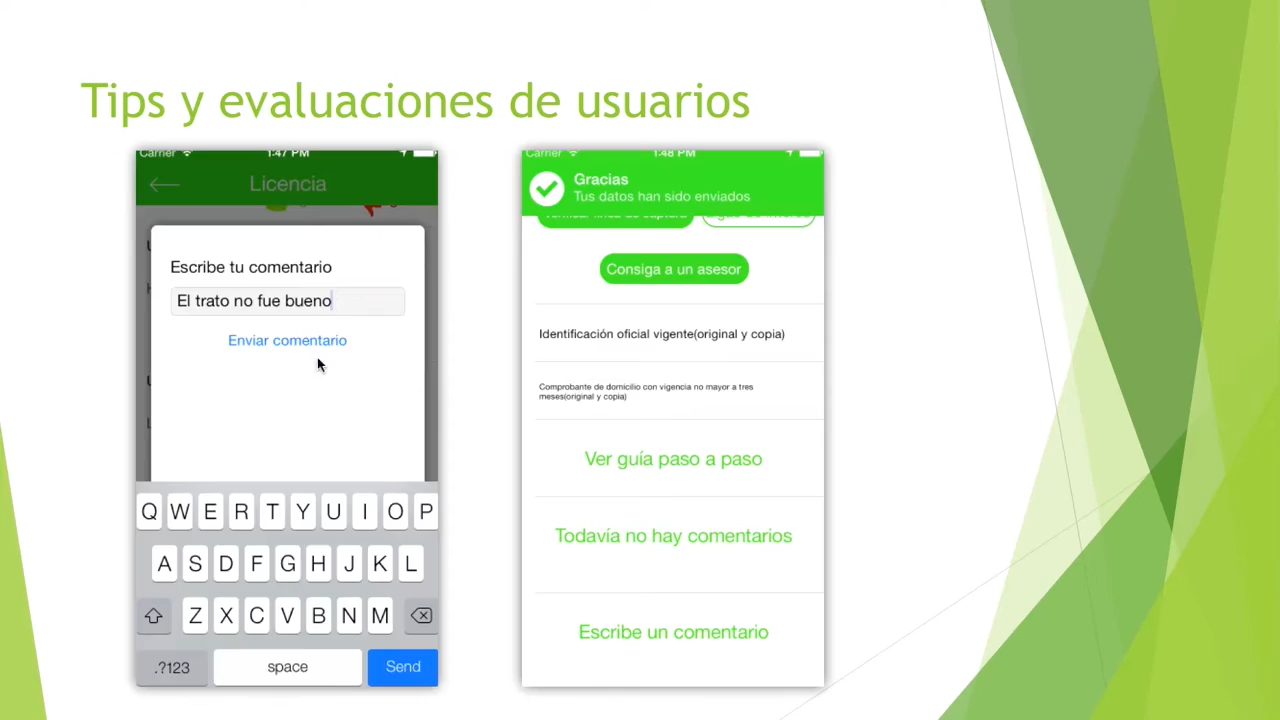 Tips y evaluaciones de usuarios
Carrier 1:47 PM
Licencia
Escribe tu comentario
El trato no fue bueno
Enviar comentario
Q W E R T Y U I O P
A S D F G H J K L
Z X C V B N M
.?123 space Send
Carrier 1:48 PM
Gracias
Tus datos han sido enviados
Consiga a un asesor
Identificación oficial vigente(original y copia)
Comprobante de domicilio con vigencia no mayor a tres
meses(original y copia)
Ver guía paso a paso
Todavía no hay comentarios
Escribe un comentario